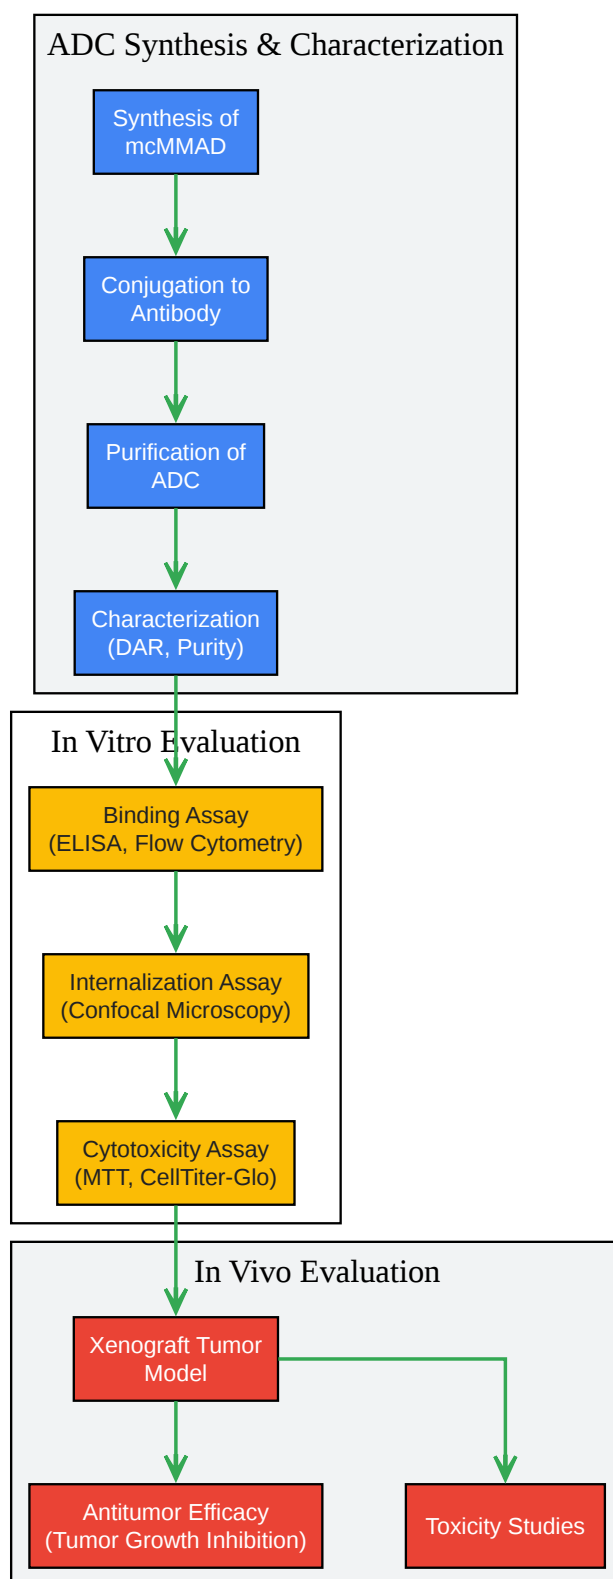 ADC Synthesis & Characterization
Synthesis of
mcMMAD
Conjugation to
Antibody
Purification of
ADC
Characterization
(DAR, Purity)
In Vitro Evaluation
Binding Assay
(ELISA, Flow Cytometry)
Internalization Assay
(Confocal Microscopy)
Cytotoxicity Assay
(MTT, CellTiter-Glo)
In Vivo Evaluation
Xenograft Tumor
Model
Antitumor Efficacy
(Tumor Growth Inhibition)
Toxicity Studies